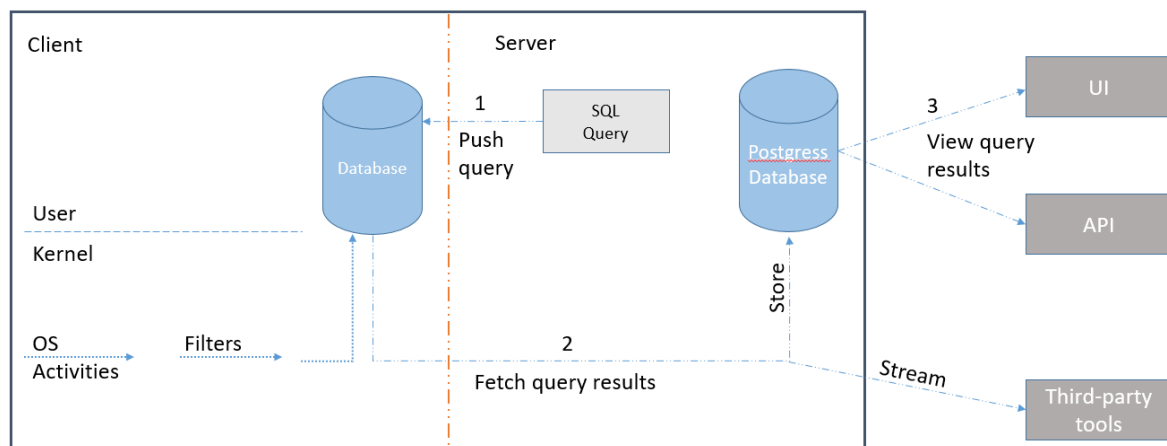 Client
Server
1
Push
query
SQL
Query
Database
Postgress
Database
3
View query
results
UI
API
User
Kernel
OS
Activities
Filters
2
Fetch query results
Store
Stream
Third-party
tools